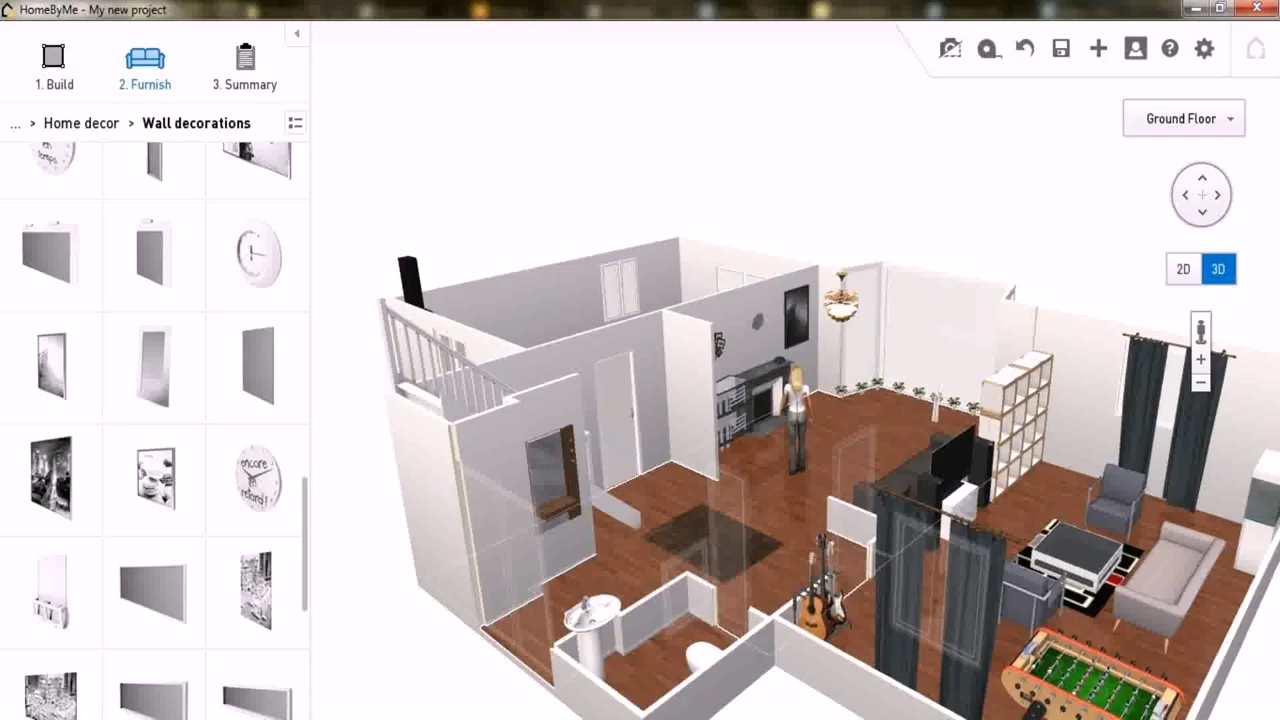 HomeByMe - My new project
1. Build
2. Furnish
3. Summary
... > Home decor > Wall decorations
Ground Floor
2D
3D
encore
retard!